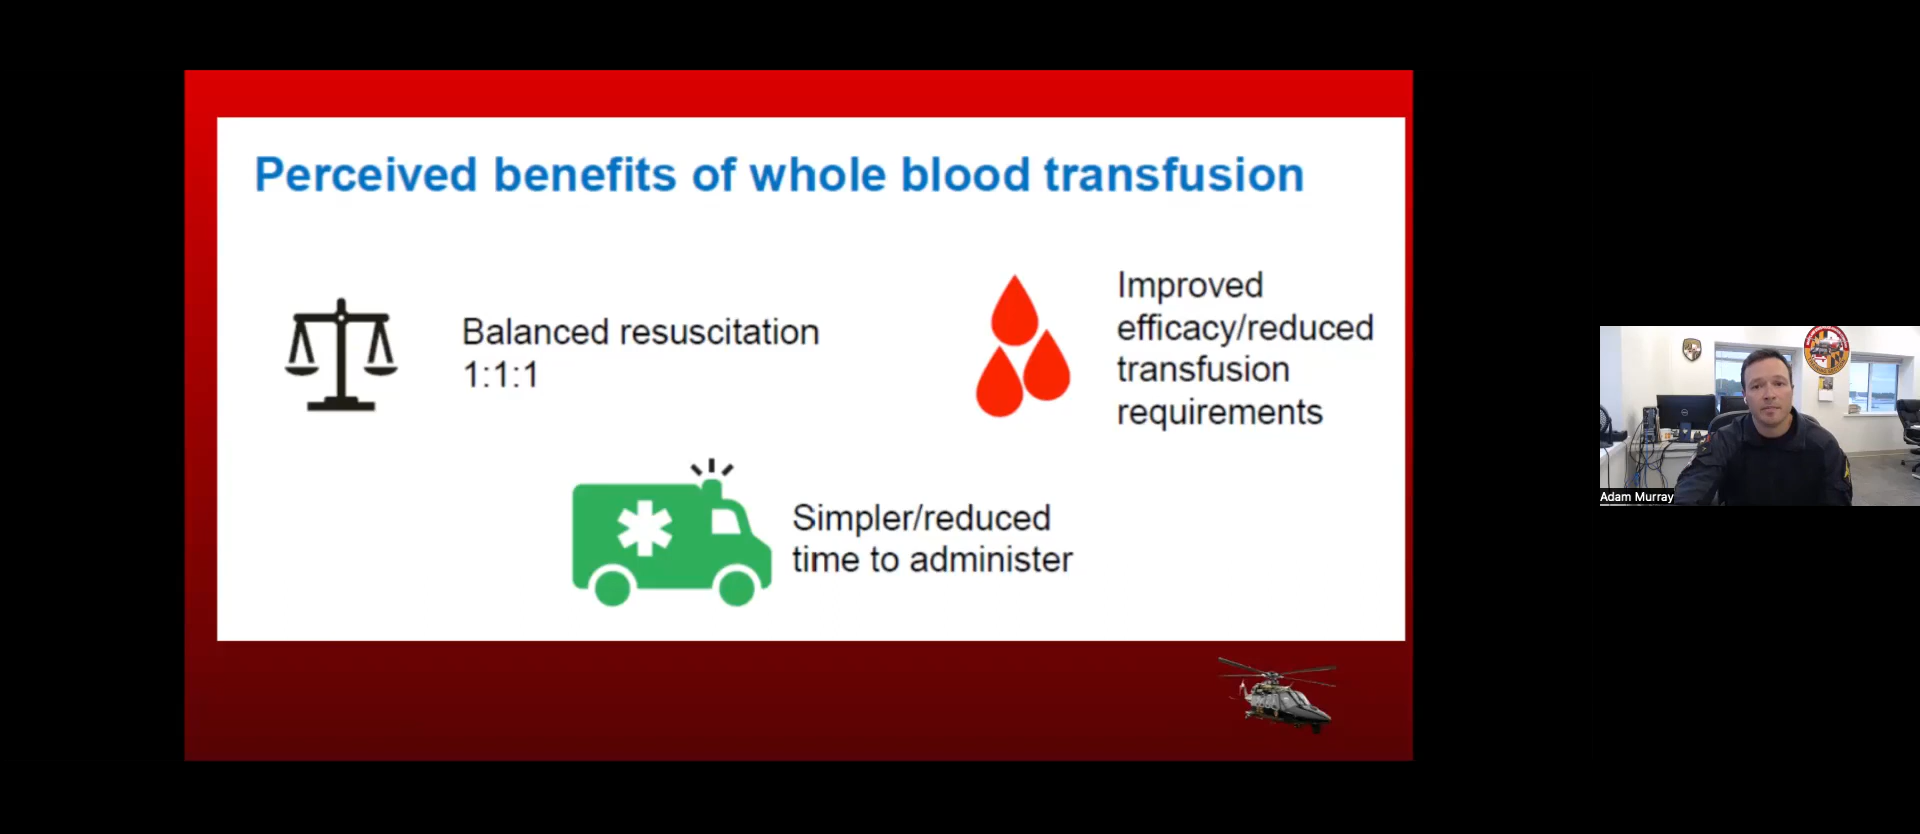 Perceived benefits of whole blood transfusion
Balanced resuscitation
1:1:1
Improved
efficacy/reduced
transfusion
requirements
Simpler/reduced
time to administer
Adam Murray